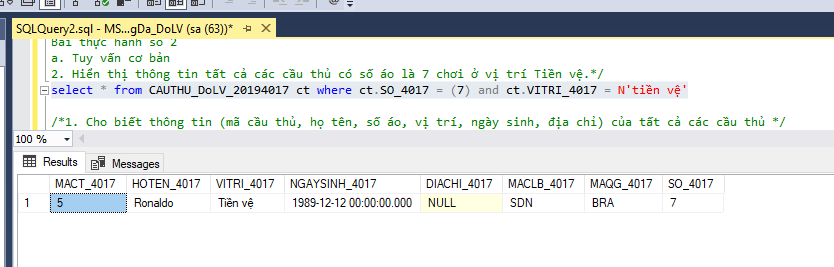 SQLQuery2.sql - MS...gDa_DoLV (sa (63))*
Bài thực hành số 2
a. Tuy vấn cơ bản
2. Hiển thị thông tin tất cả các cầu thủ có số áo là 7 chơi ở vị trí Tiền vệ.*/
select * from CAUTHU_DoLV_20194017 ct where ct.SO_4017 = (7) and ct.VITRI_4017 = N'tiền vệ'
/*1. Cho biết thông tin (mã cầu thủ, họ tên, số áo, vị trí, ngày sinh, địa chỉ) của tất cả các cầu thủ */
100 %
Results Messages
MACT_4017 HOTEN_4017 VITRI_4017 NGAYSINH_4017 DIACHI_4017 MACLB_4017 MAQG_4017 SO_4017
1 5 Ronaldo Tiền vệ 1989-12-12 00:00:00.000 NULL SDN BRA 7